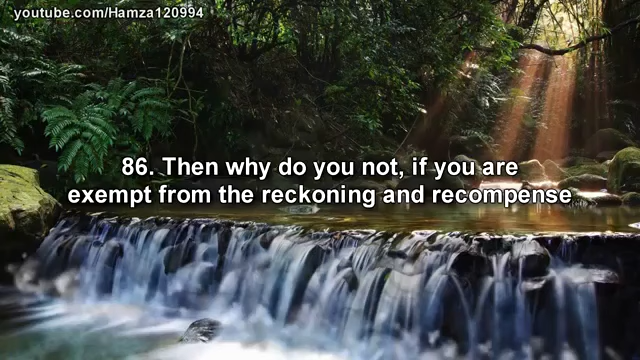 youtube.com/Hamza120994
86. Then why do you not, if you are
exempt from the reckoning and recompense